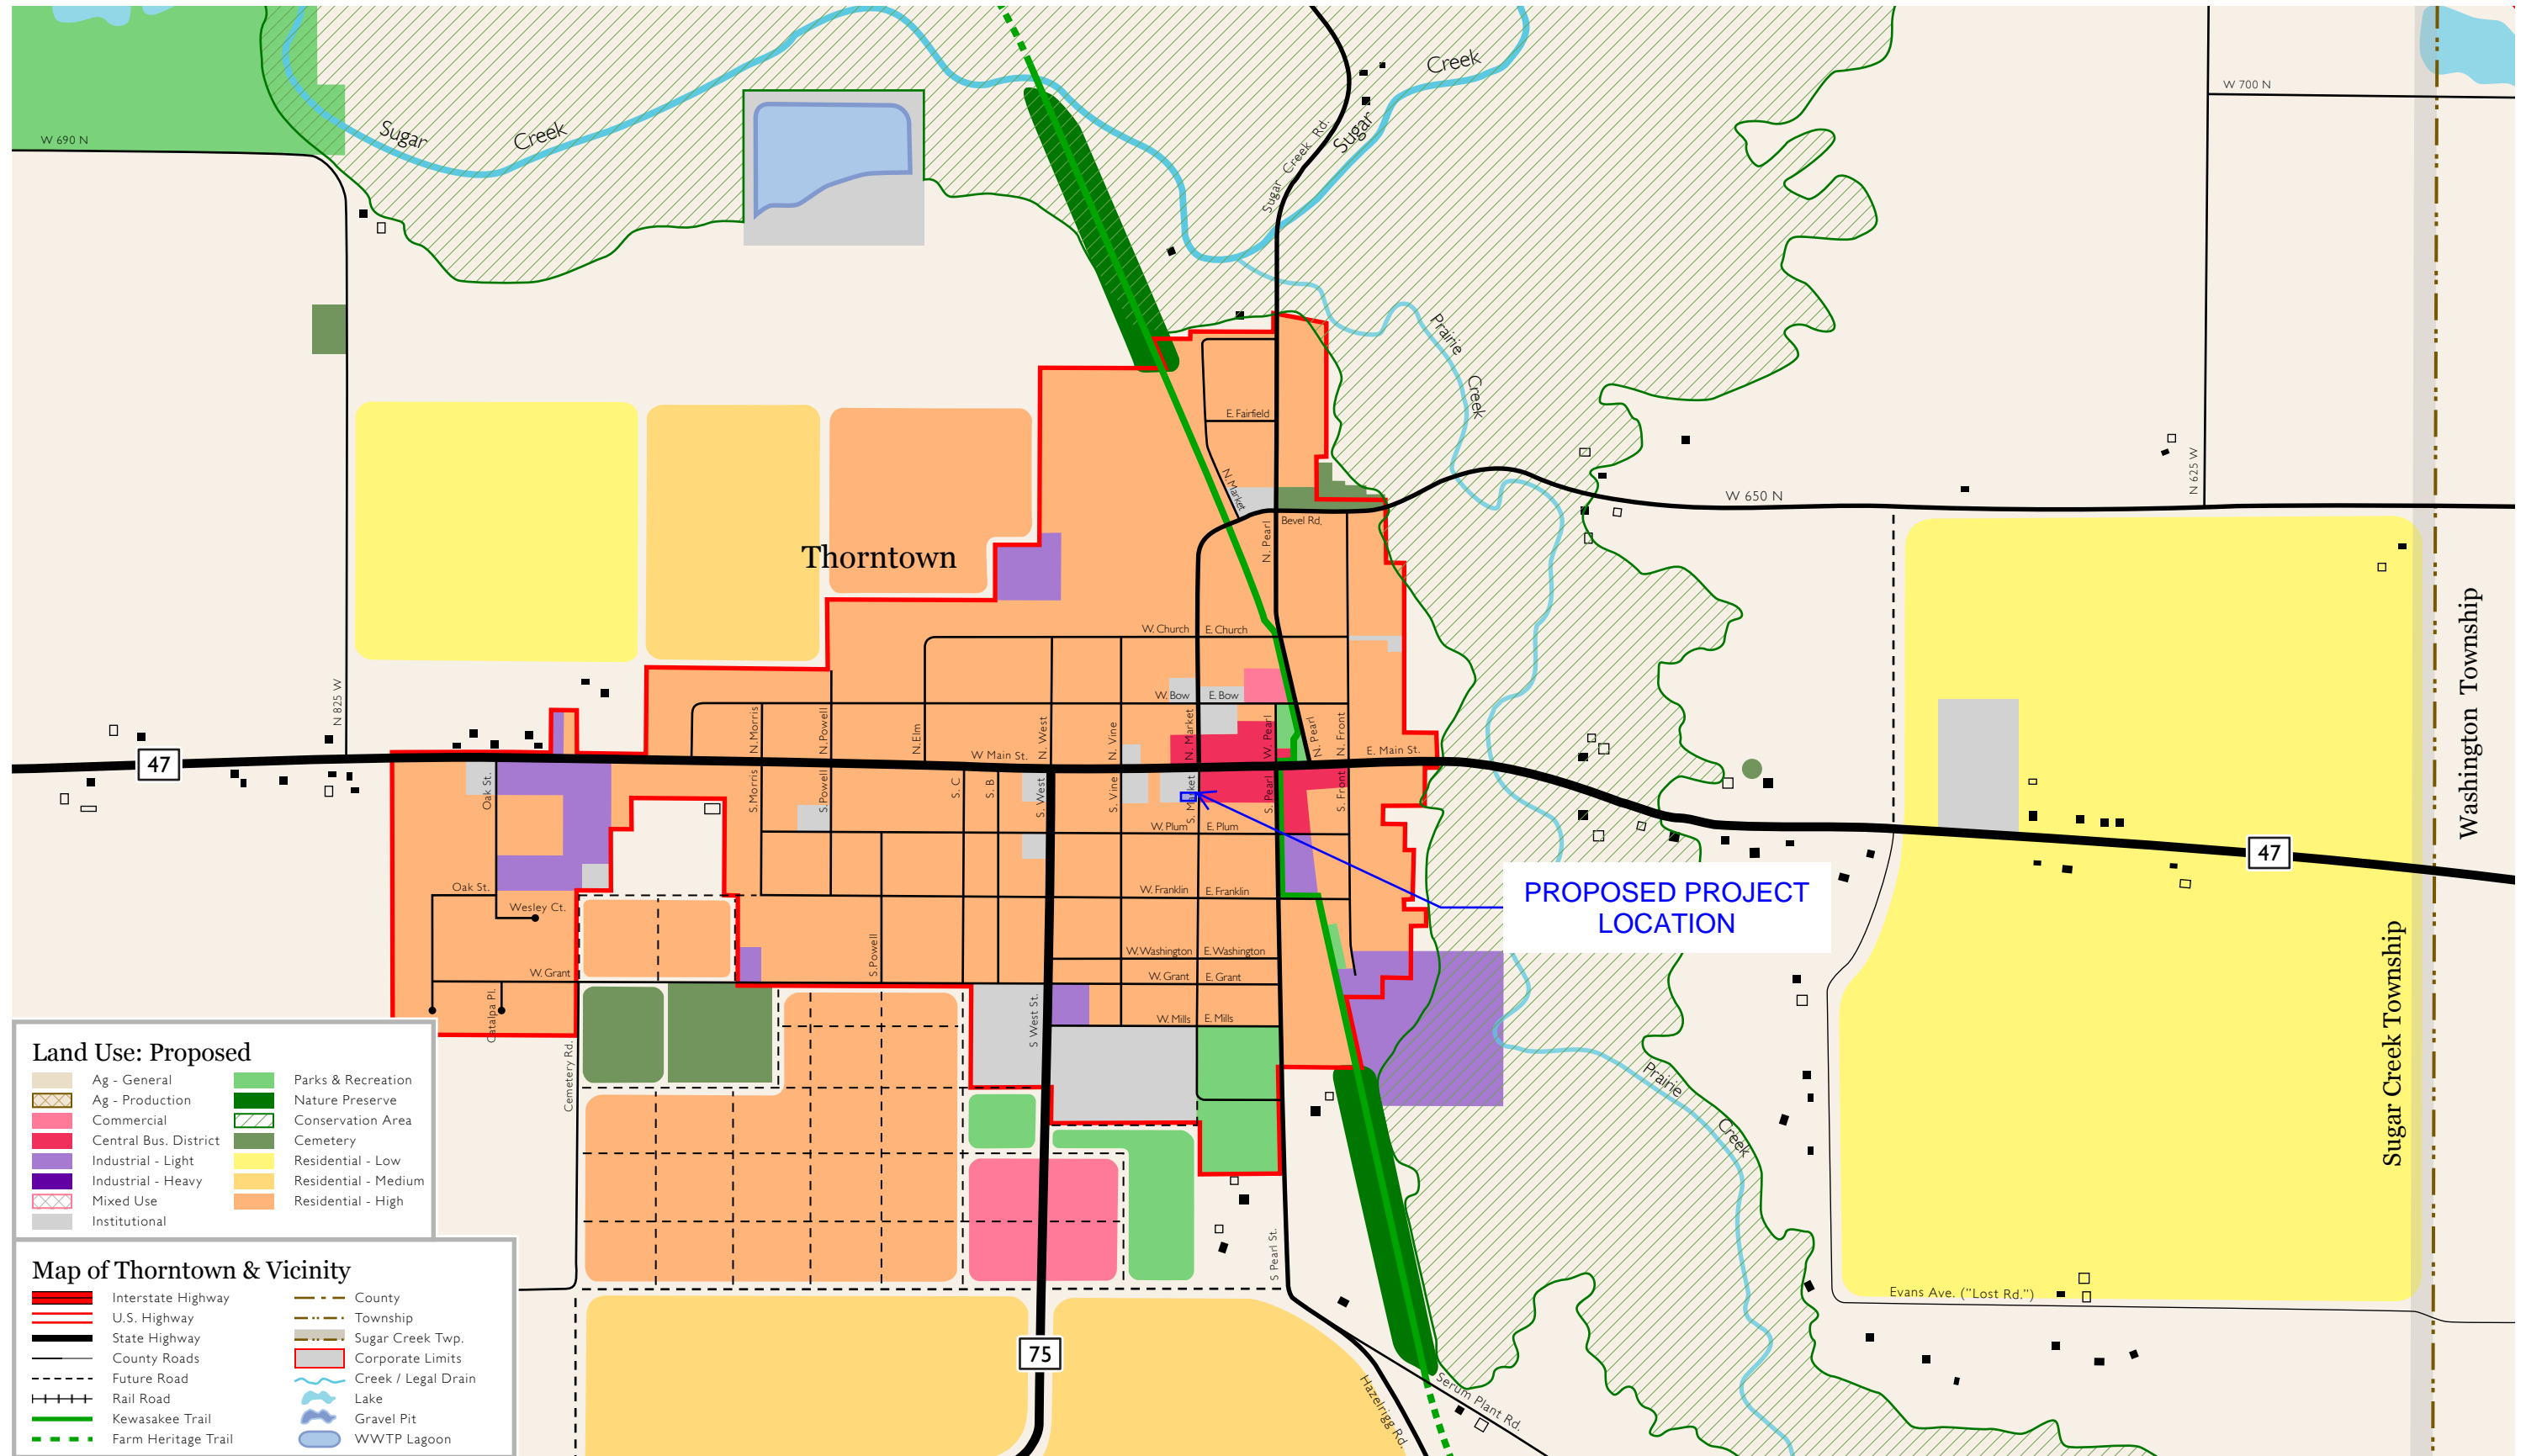 W 690 N
Sugar
Creek
Creek
Sugar
Sugar Creek Rd.
W 700 N
Prairie
Creek
E. Fairfield
N. Market
W 650 N
N 625 W
Bevel Rd.
N. Pearl
Thorntown
W. Church
E. Church
W. Bow
E. Bow
N 825 W
N. Morris
N. Powell
N. Elm
N. West
N. Vine
N. Market
W. Pearl
N. Pearl
N. Front
W Main St.
E. Main St.
47
Oak St.
S. Morris
S. Powell
S. C
S. B
S. West
S. Vine
S. Market
S. Pearl
S. Front
W. Plum
E. Plum
47
PROPOSED PROJECT
LOCATION
Oak St.
Wesley Ct.
W. Franklin
E. Franklin
S. Powell
W. Washington
E. Washington
W. Grant
W. Grant
E. Grant
Catalpa Pl.
S West St.
W. Mills
E. Mills
Cemetery Rd.
Prairie
Creek
Washington Township
Sugar Creek Township
S Pearl St.
Evans Ave. ("Lost Rd.")
75
Hazelrigg Rd.
Serum Plant Rd.
Land Use: Proposed
Ag - General
Ag - Production
Commercial
Central Bus. District
Industrial - Light
Industrial - Heavy
Mixed Use
Institutional
Parks & Recreation
Nature Preserve
Conservation Area
Cemetery
Residential - Low
Residential - Medium
Residential - High
Map of Thorntown & Vicinity
Interstate Highway
U.S. Highway
State Highway
County Roads
Future Road
Rail Road
Kewasakee Trail
Farm Heritage Trail
County
Township
Sugar Creek Twp.
Corporate Limits
Creek / Legal Drain
Lake
Gravel Pit
WWTP Lagoon